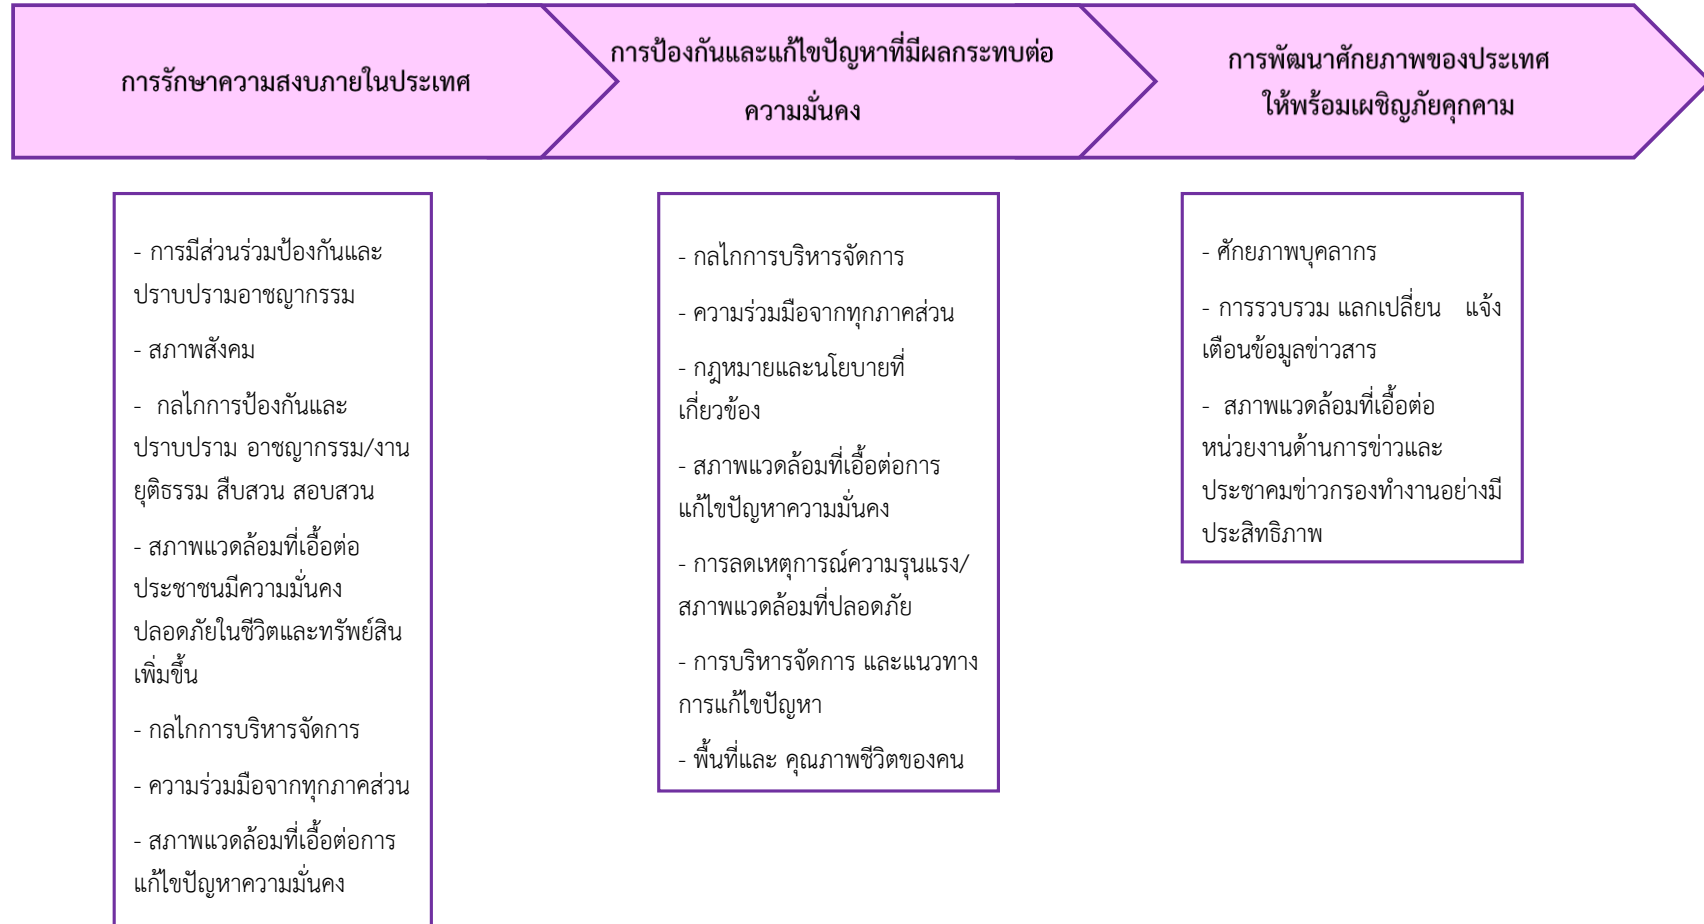 การรักษาความสงบภายในประเทศ
การป้องกันและแก้ไขปัญหาที่มีผลกระทบต่อ
ความมั่นคง
การพัฒนาศักยภาพของประเทศ
ให้พร้อมเผชิญภัยคุกคาม
- การมีส่วนร่วมป้องกันและ
ปราบปรามอาชญากรรม
- สภาพสังคม
- กลไกการป้องกันและ
ปราบปราม อาชญากรรม/งาน
ยุติธรรม สืบสวน สอบสวน
- สภาพแวดล้อมที่เอื้อต่อ
ประชาชนมีความมั่นคง
ปลอดภัยในชีวิตและทรัพย์สิน
เพิ่มขึ้น
- กลไกการบริหารจัดการ
- ความร่วมมือจากทุกภาคส่วน
- สภาพแวดล้อมที่เอื้อต่อการ
แก้ไขปัญหาความมั่นคง
- กลไกการบริหารจัดการ
- ความร่วมมือจากทุกภาคส่วน
- กฎหมายและนโยบายที่
เกี่ยวข้อง
- สภาพแวดล้อมที่เอื้อต่อการ
แก้ไขปัญหาความมั่นคง
- การลดเหตุการณ์ความรุนแรง/
สภาพแวดล้อมที่ปลอดภัย
- การบริหารจัดการ และแนวทาง
การแก้ไขปัญหา
- พื้นที่และ คุณภาพชีวิตของคน
- ศักยภาพบุคลากร
- การรวบรวม แลกเปลี่ยน แจ้ง
เตือนข้อมูลข่าวสาร
- สภาพแวดล้อมที่เอื้อต่อ
หน่วยงานด้านการข่าวและ
ประชาคมข่าวกรองทำงานอย่างมี
ประสิทธิภาพ